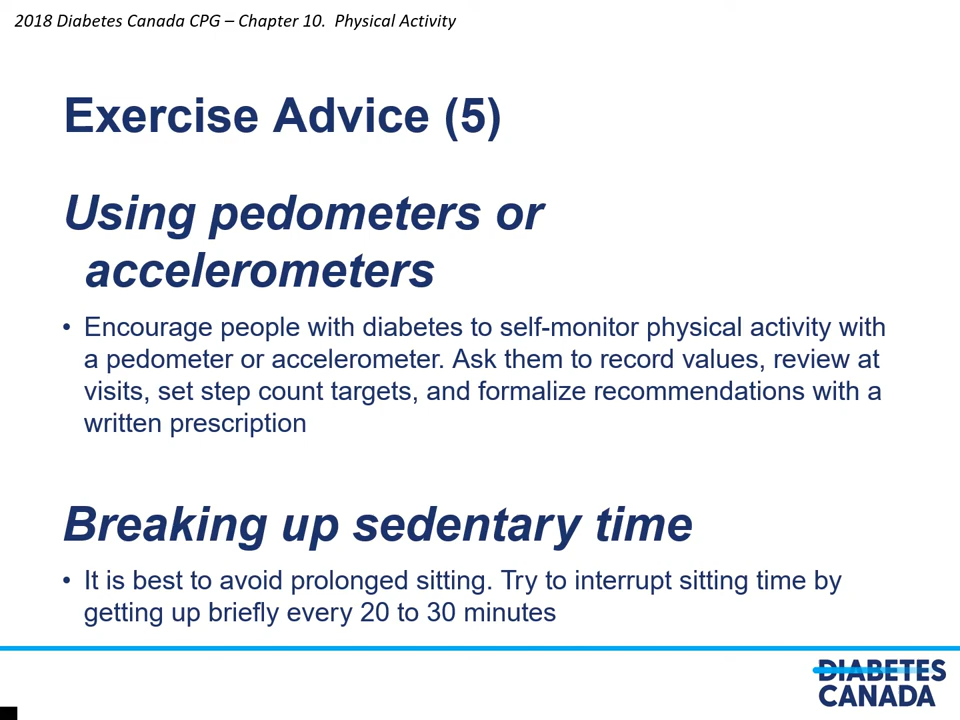 2018 Diabetes Canada CPG – Chapter 10.  Physical Activity
Exercise Advice (5)
Using pedometers or
accelerometers
• Encourage people with diabetes to self-monitor physical activity with
a pedometer or accelerometer. Ask them to record values, review at
visits, set step count targets, and formalize recommendations with a
written prescription
Breaking up sedentary time
• It is best to avoid prolonged sitting. Try to interrupt sitting time by
getting up briefly every 20 to 30 minutes
DIABETES
CANADA